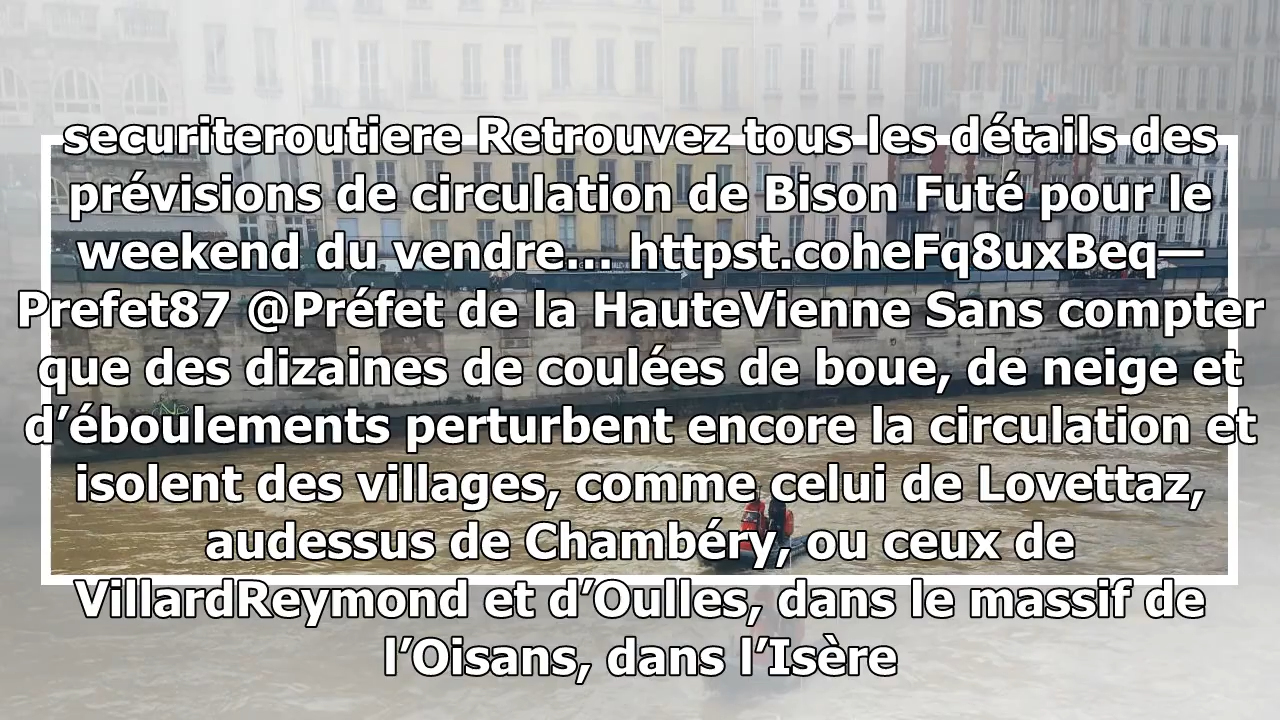 securiteroutiere Retrouvez tous les détails des
prévisions de circulation de Bison Futé pour le
weekend du vendre... httpst.coheFq8uxBeq—
Prefet87 @Préfet de la HauteVienne Sans compter
que des dizaines de coulées de boue, de neige et
d’éboulements perturbent encore la circulation et
isolent des villages, comme celui de Lovettaz,
audessus de Chambéry, ou ceux de
VillardReymond et d’Oulles, dans le massif de
l’Oisans, dans l’Isère